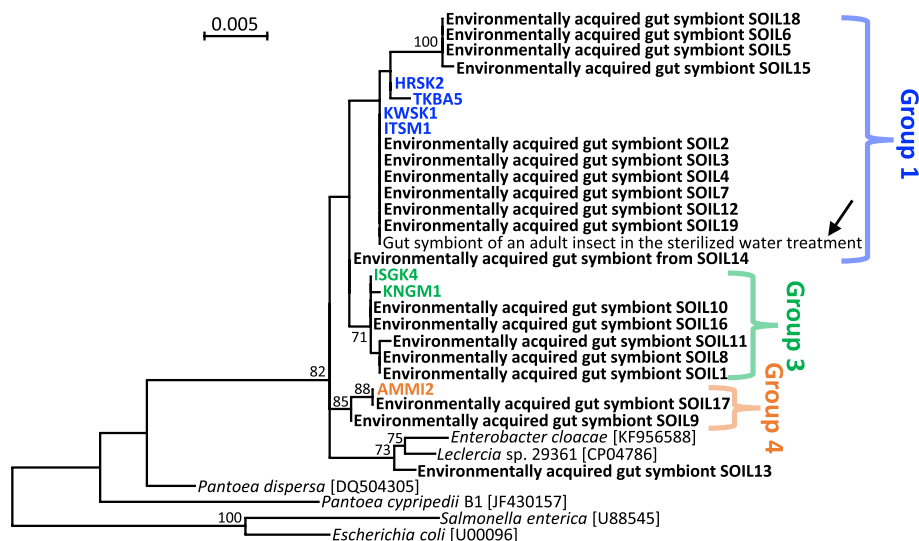 0.005
100
Environmentally acquired gut symbiont SOIL18
Environmentally acquired gut symbiont SOIL6
Environmentally acquired gut symbiont SOIL5
Environmentally acquired gut symbiont SOIL15
HRSK2
TKBA5
KWSK1
ITSM1
Environmentally acquired gut symbiont SOIL2
Environmentally acquired gut symbiont SOIL3
Environmentally acquired gut symbiont SOIL4
Environmentally acquired gut symbiont SOIL7
Environmentally acquired gut symbiont SOIL12
Environmentally acquired gut symbiont SOIL19
Gut symbiont of an adult insect in the sterilized water treatment
Environmentally acquired gut symbiont from SOIL14
Group 1
ISGK4
KNGM1
Environmentally acquired gut symbiont SOIL10
Environmentally acquired gut symbiont SOIL16
71
Environmentally acquired gut symbiont SOIL11
Environmentally acquired gut symbiont SOIL8
Environmentally acquired gut symbiont SOIL1
Group 3
82
88
AMMI2
85
Environmentally acquired gut symbiont SOIL17
Environmentally acquired gut symbiont SOIL9
Group 4
75
Enterobacter cloacae [KF956588]
73
Leclercia sp. 29361 [CP04786]
Environmentally acquired gut symbiont SOIL13
Pantoea dispersa [DQ504305]
Pantoea cypripedii B1 [JF430157]
100
Salmonella enterica [U88545]
Escherichia coli [U00096]